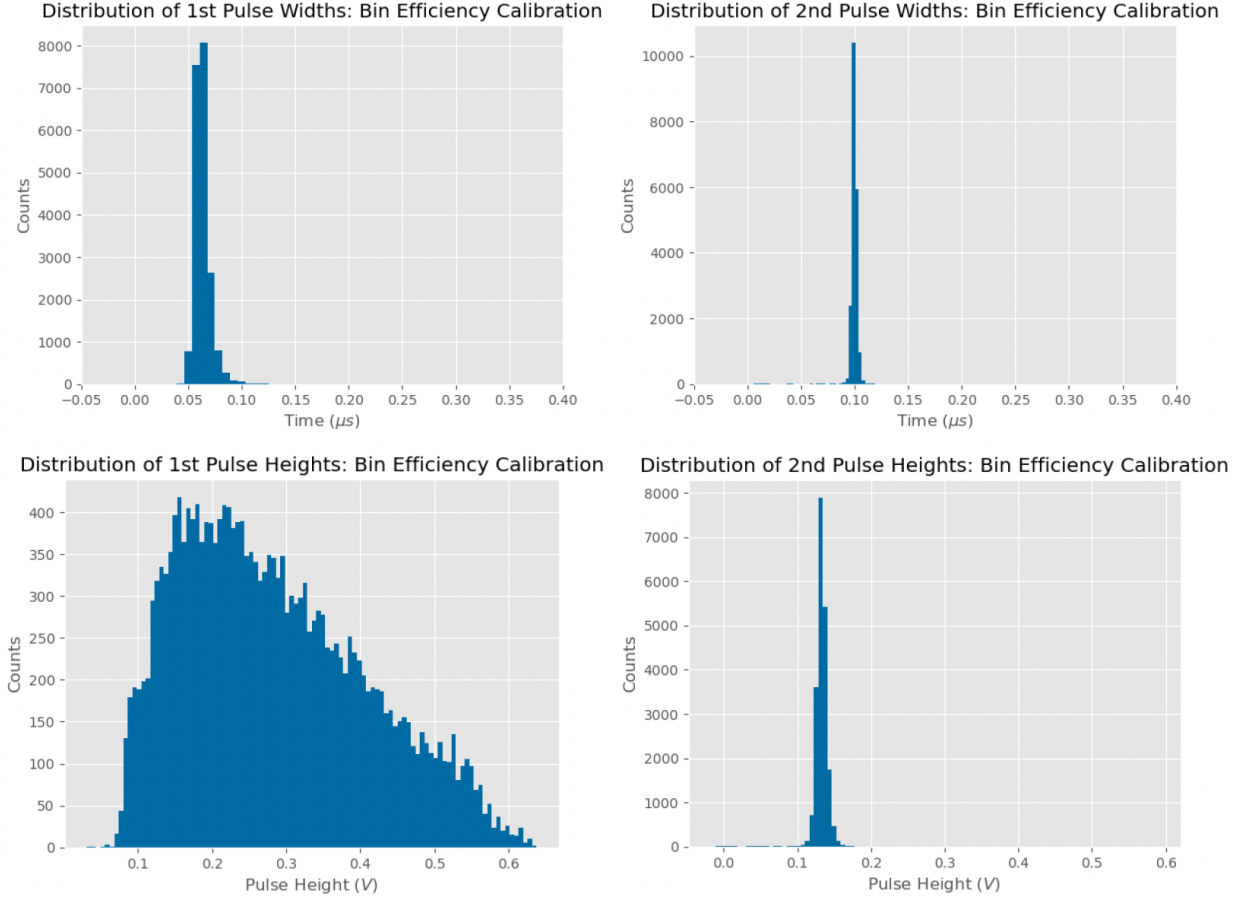 Distribution of 1st Pulse Widths: Bin Efficiency Calibration
8000
7000
6000
5000
4000
3000
2000
1000
0
Counts
−0.05 0.00 0.05 0.10 0.15 0.20 0.25 0.30 0.35 0.40
Time (μs)
Distribution of 2nd Pulse Widths: Bin Efficiency Calibration
10000
8000
6000
4000
2000
0
Counts
−0.05 0.00 0.05 0.10 0.15 0.20 0.25 0.30 0.35 0.40
Time (μs)
Distribution of 1st Pulse Heights: Bin Efficiency Calibration
400
350
300
250
200
150
100
50
0
Counts
0.1 0.2 0.3 0.4 0.5 0.6
Pulse Height (V)
Distribution of 2nd Pulse Heights: Bin Efficiency Calibration
8000
7000
6000
5000
4000
3000
2000
1000
0
Counts
0.0 0.1 0.2 0.3 0.4 0.5 0.6
Pulse Height (V)